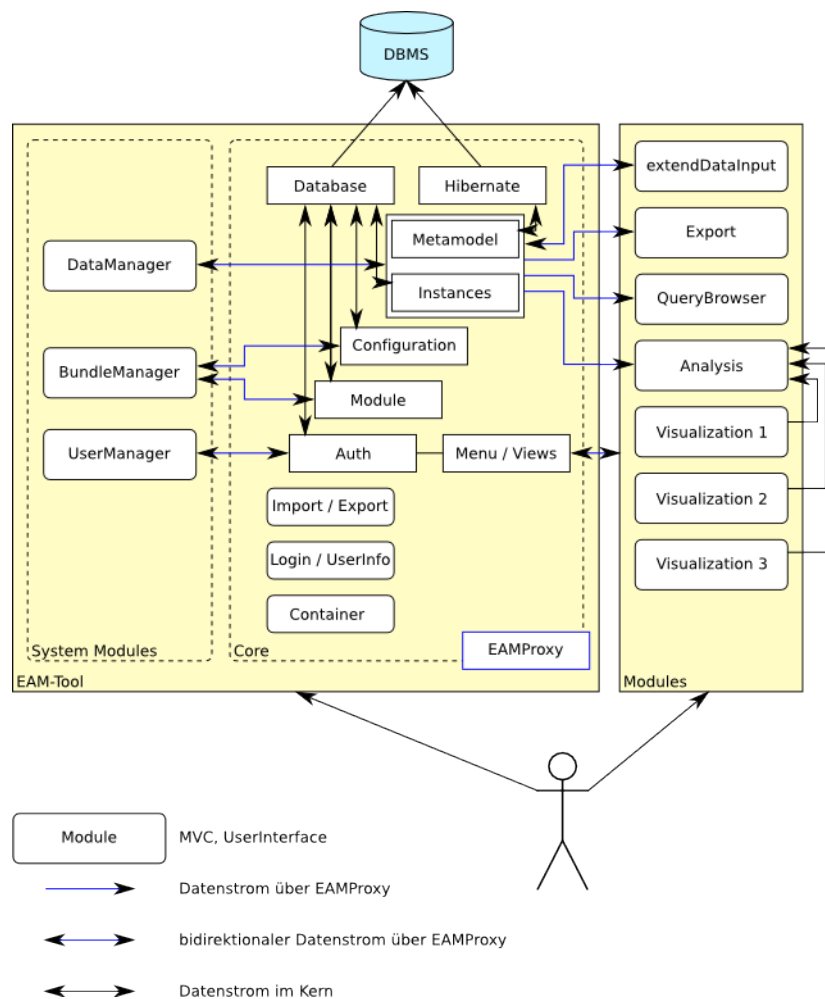 DBMS
Database
Hibernate
extendDataInput
Metamodel
Export
DataManager
Instances
QueryBrowser
Configuration
BundleManager
Analysis
Module
Visualization 1
UserManager
Auth
Menu / Views
Import / Export
Visualization 2
Login / UserInfo
Visualization 3
Container
System Modules
Core
EAMProxy
EAM-Tool
Modules
Module
MVC, UserInterface
Datenstrom über EAMProxy
bidirektionaler Datenstrom über EAMProxy
Datenstrom im Kern